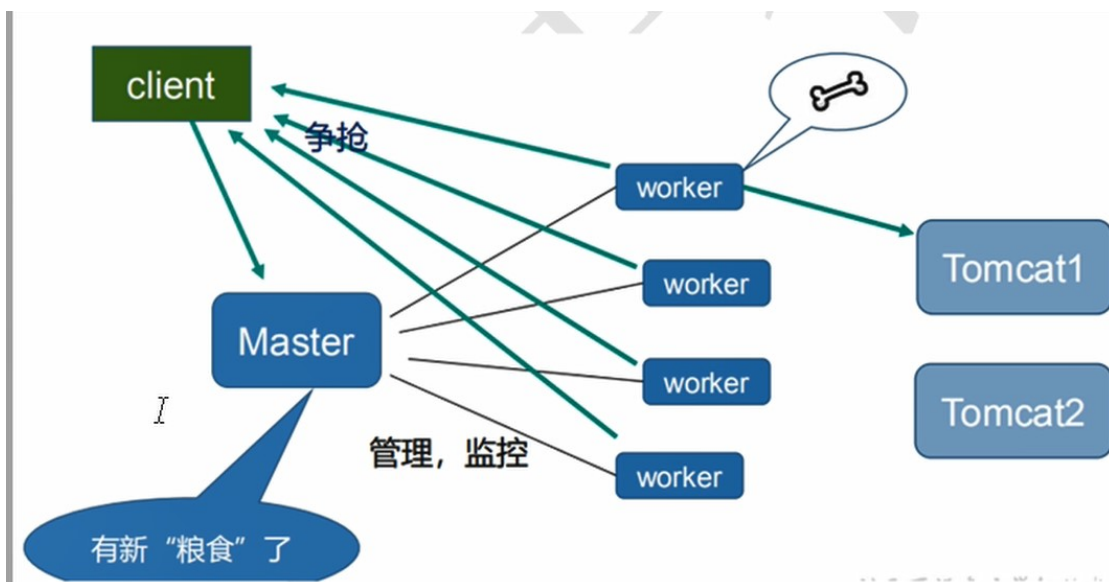 client
争抢
worker
Tomcat1
worker
Master
worker
Tomcat2
管理，监控
worker
有新“粮食”了